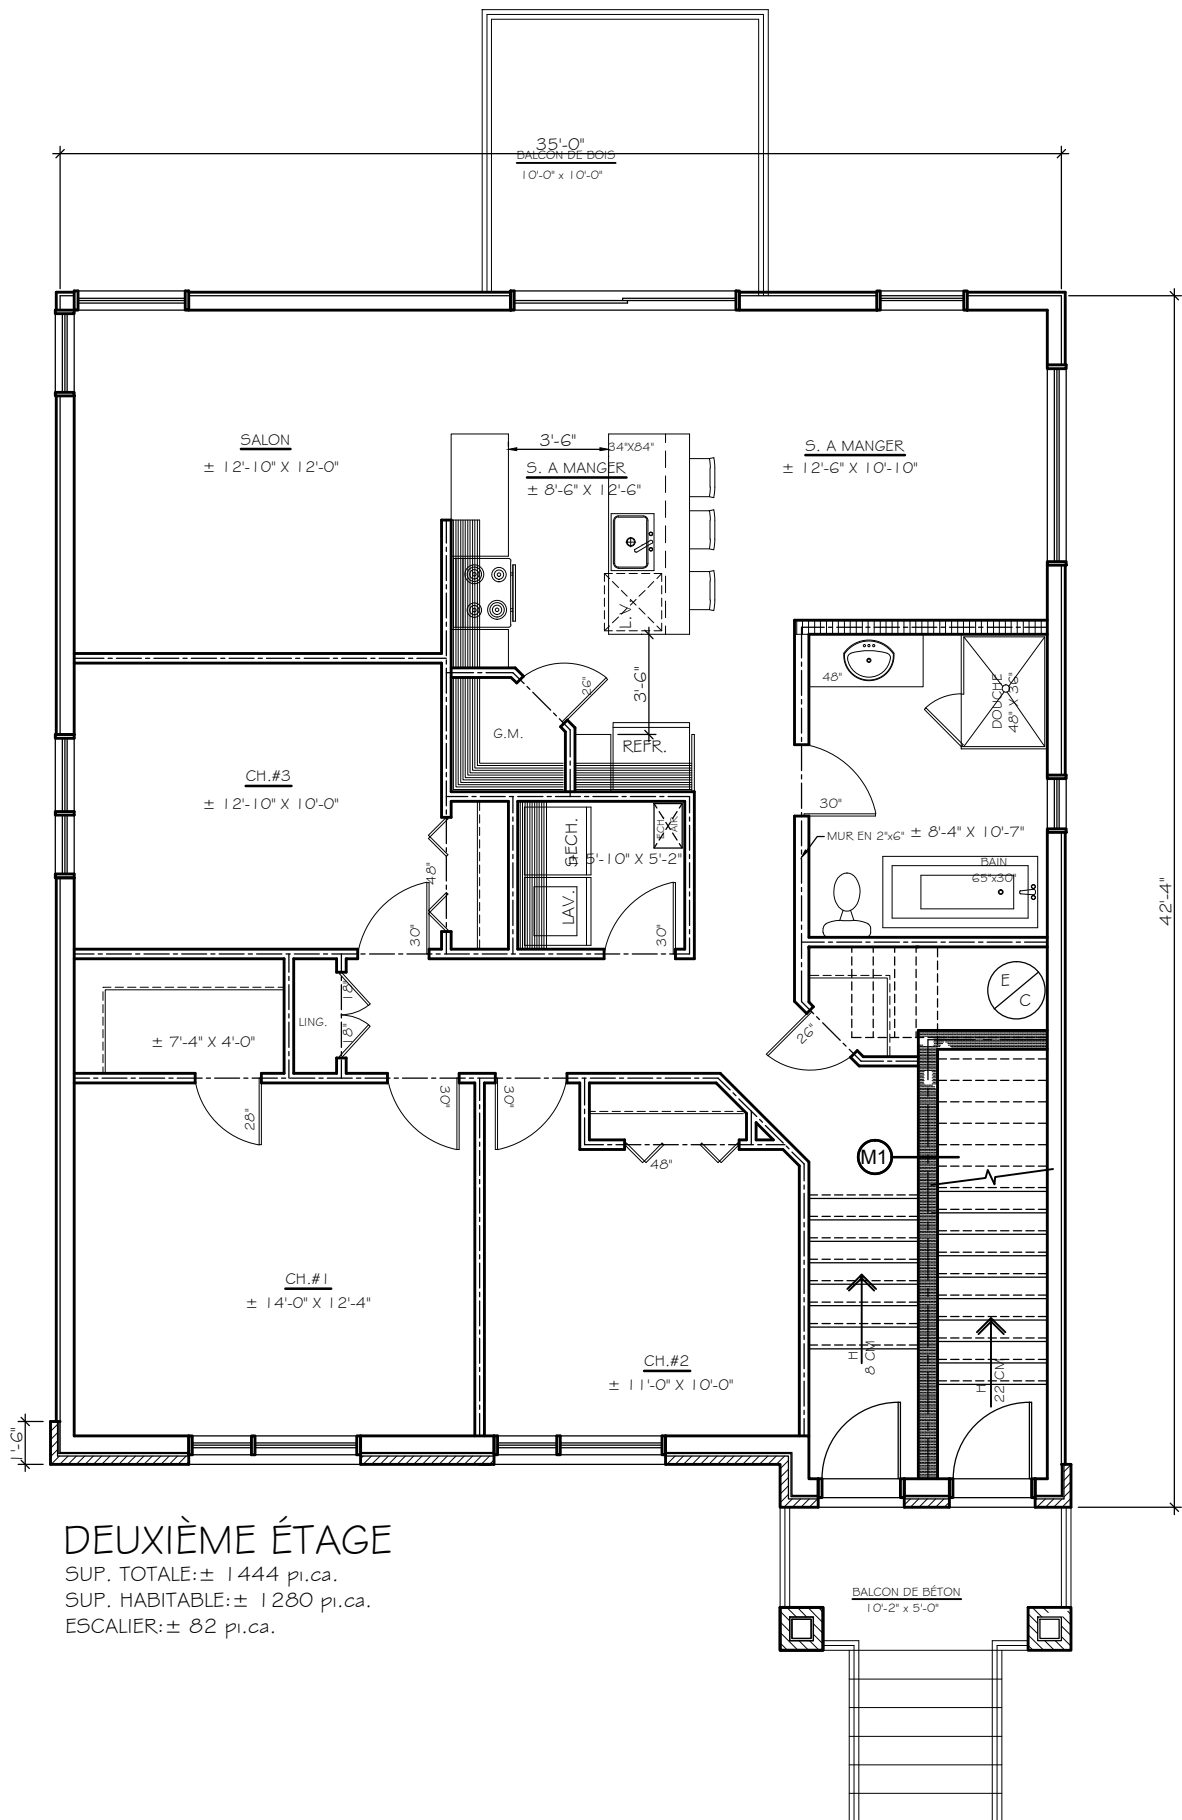 35'-0"
BALCON DE BOIS
10'-0" x 10'-0"
SALON
± 12'-10" X 12'-0"
3'-6"
34"X84"
S. A MANGER
± 8'-6" X 12'-6"
S. A MANGER
± 12'-6" X 10'-10"
L.V.
26"
3'-6"
G.M.
REFR.
48"
DOUCHE
48" X 36"
CH.#3
± 12'-10" X 10'-0"
30"
MUR EN 2"x6"
± 8'-4" X 10'-7"
SECH.
ECH.
AIR
± 5'-10" X 5'-2"
48"
BAIN
65"x30"
LAV.
30"
30"
42'-4"
18"
LING.
18"
± 7'-4" X 4'-0"
E
C
26"
28"
30"
30"
48"
M1
CH.#1
± 14'-0" X 12'-4"
CH.#2
± 11'-0" X 10'-0"
H
8 CM
H
22 CM
1'-6"
DEUXIÈME ÉTAGE
SUP. TOTALE: ± 1444 pi.ca.
SUP. HABITABLE: ± 1280 pi.ca.
ESCALIER: ± 82 pi.ca.
BALCON DE BÉTON
10'-2" x 5'-0"